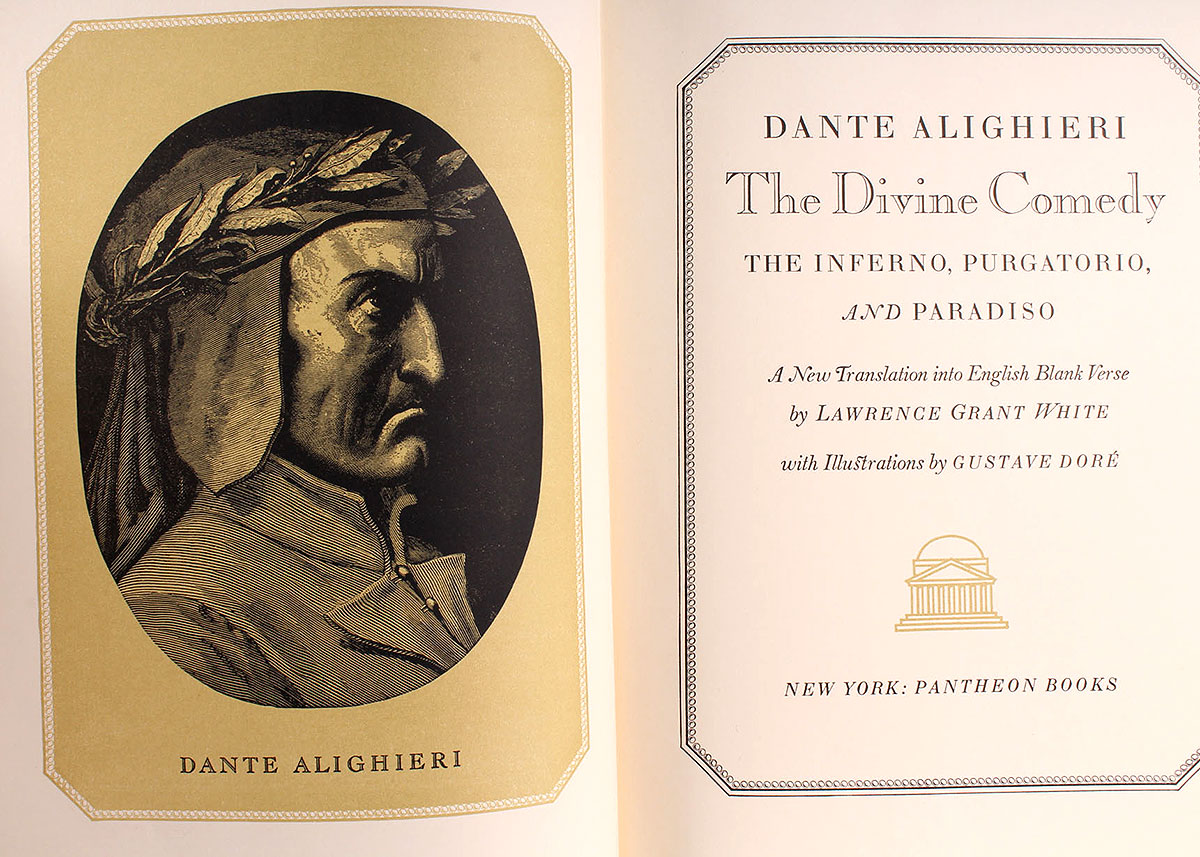 DANTE ALIGHIERI
DANTE ALIGHIERI
The Divine Comedy
THE INFERNO, PURGATORIO,
AND PARADISO
A New Translation into English Blank Verse
by LAWRENCE GRANT WHITE
with Illustrations by GUSTAVE DORÉ
NEW YORK: PANTHEON BOOKS